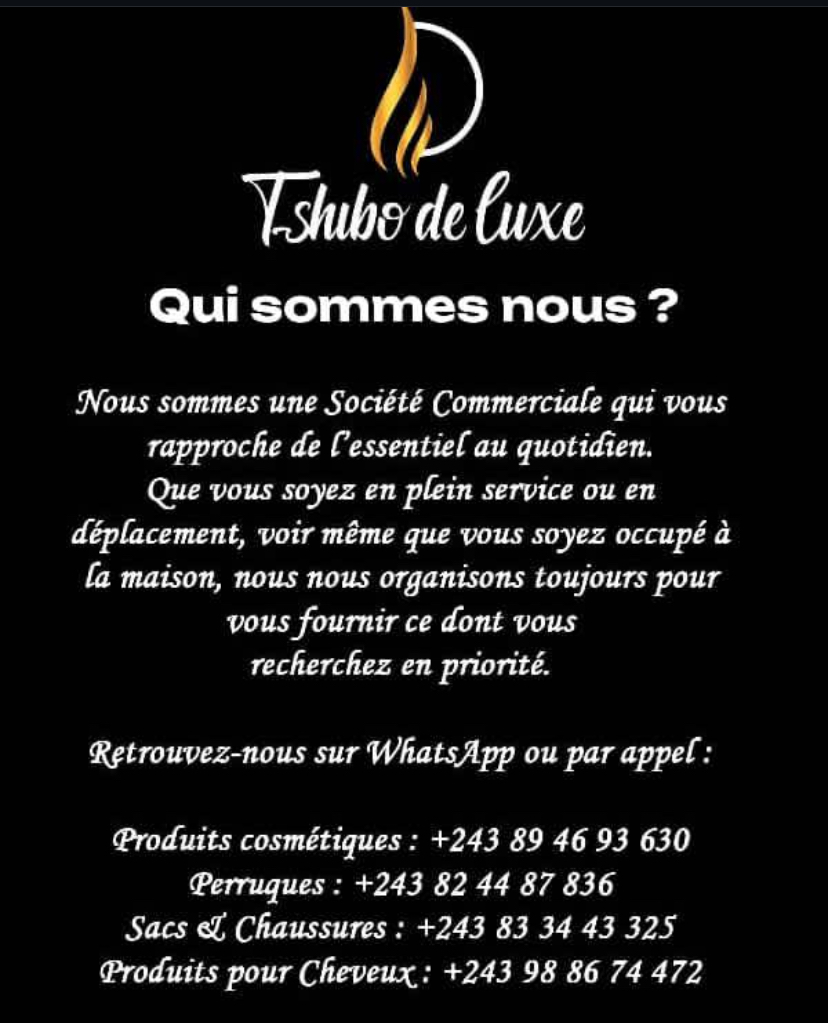 Tshibo de luxe
Qui sommes nous ?
Nous sommes une Société Commerciale qui vous
rapproche de l'essentiel au quotidien.
Que vous soyez en plein service ou en
déplacement, voir même que vous soyez occupé à
la maison, nous nous organisons toujours pour
vous fournir ce dont vous
recherchez en priorité.
Retrouvez-nous sur WhatsApp ou par appel :
Produits cosmétiques : +243 89 46 93 630
Perruques : +243 82 44 87 836
Sacs & Chaussures : +243 83 34 43 325
Produits pour Cheveux : +243 98 86 74 472